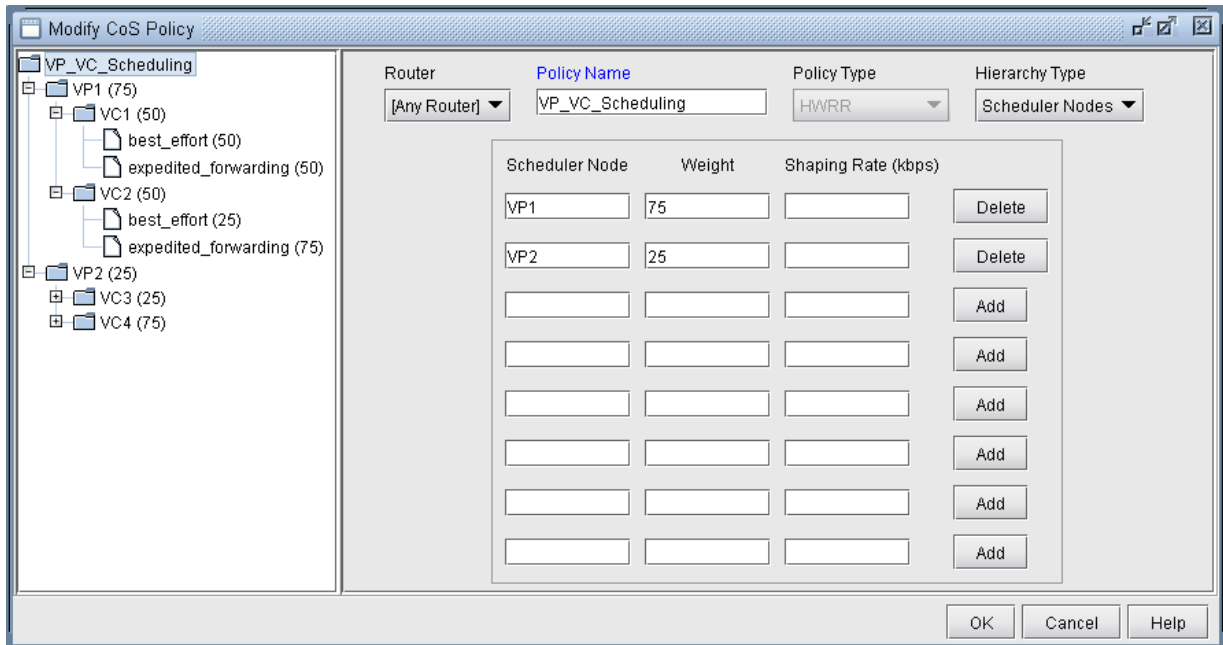 Modify CoS Policy
VP_VC_Scheduling
VP1 (75)
VC1 (50)
best_effort (50)
expedited_forwarding (50)
VC2 (50)
best_effort (25)
expedited_forwarding (75)
VP2 (25)
VC3 (25)
VC4 (75)
Router Policy Name Policy Type Hierarchy Type
[Any Router] VP_VC_Scheduling HWRR Scheduler Nodes
Scheduler Node Weight Shaping Rate (kbps)
VP1 75 Delete
VP2 25 Delete
Add
Add
Add
Add
Add
Add
OK Cancel Help